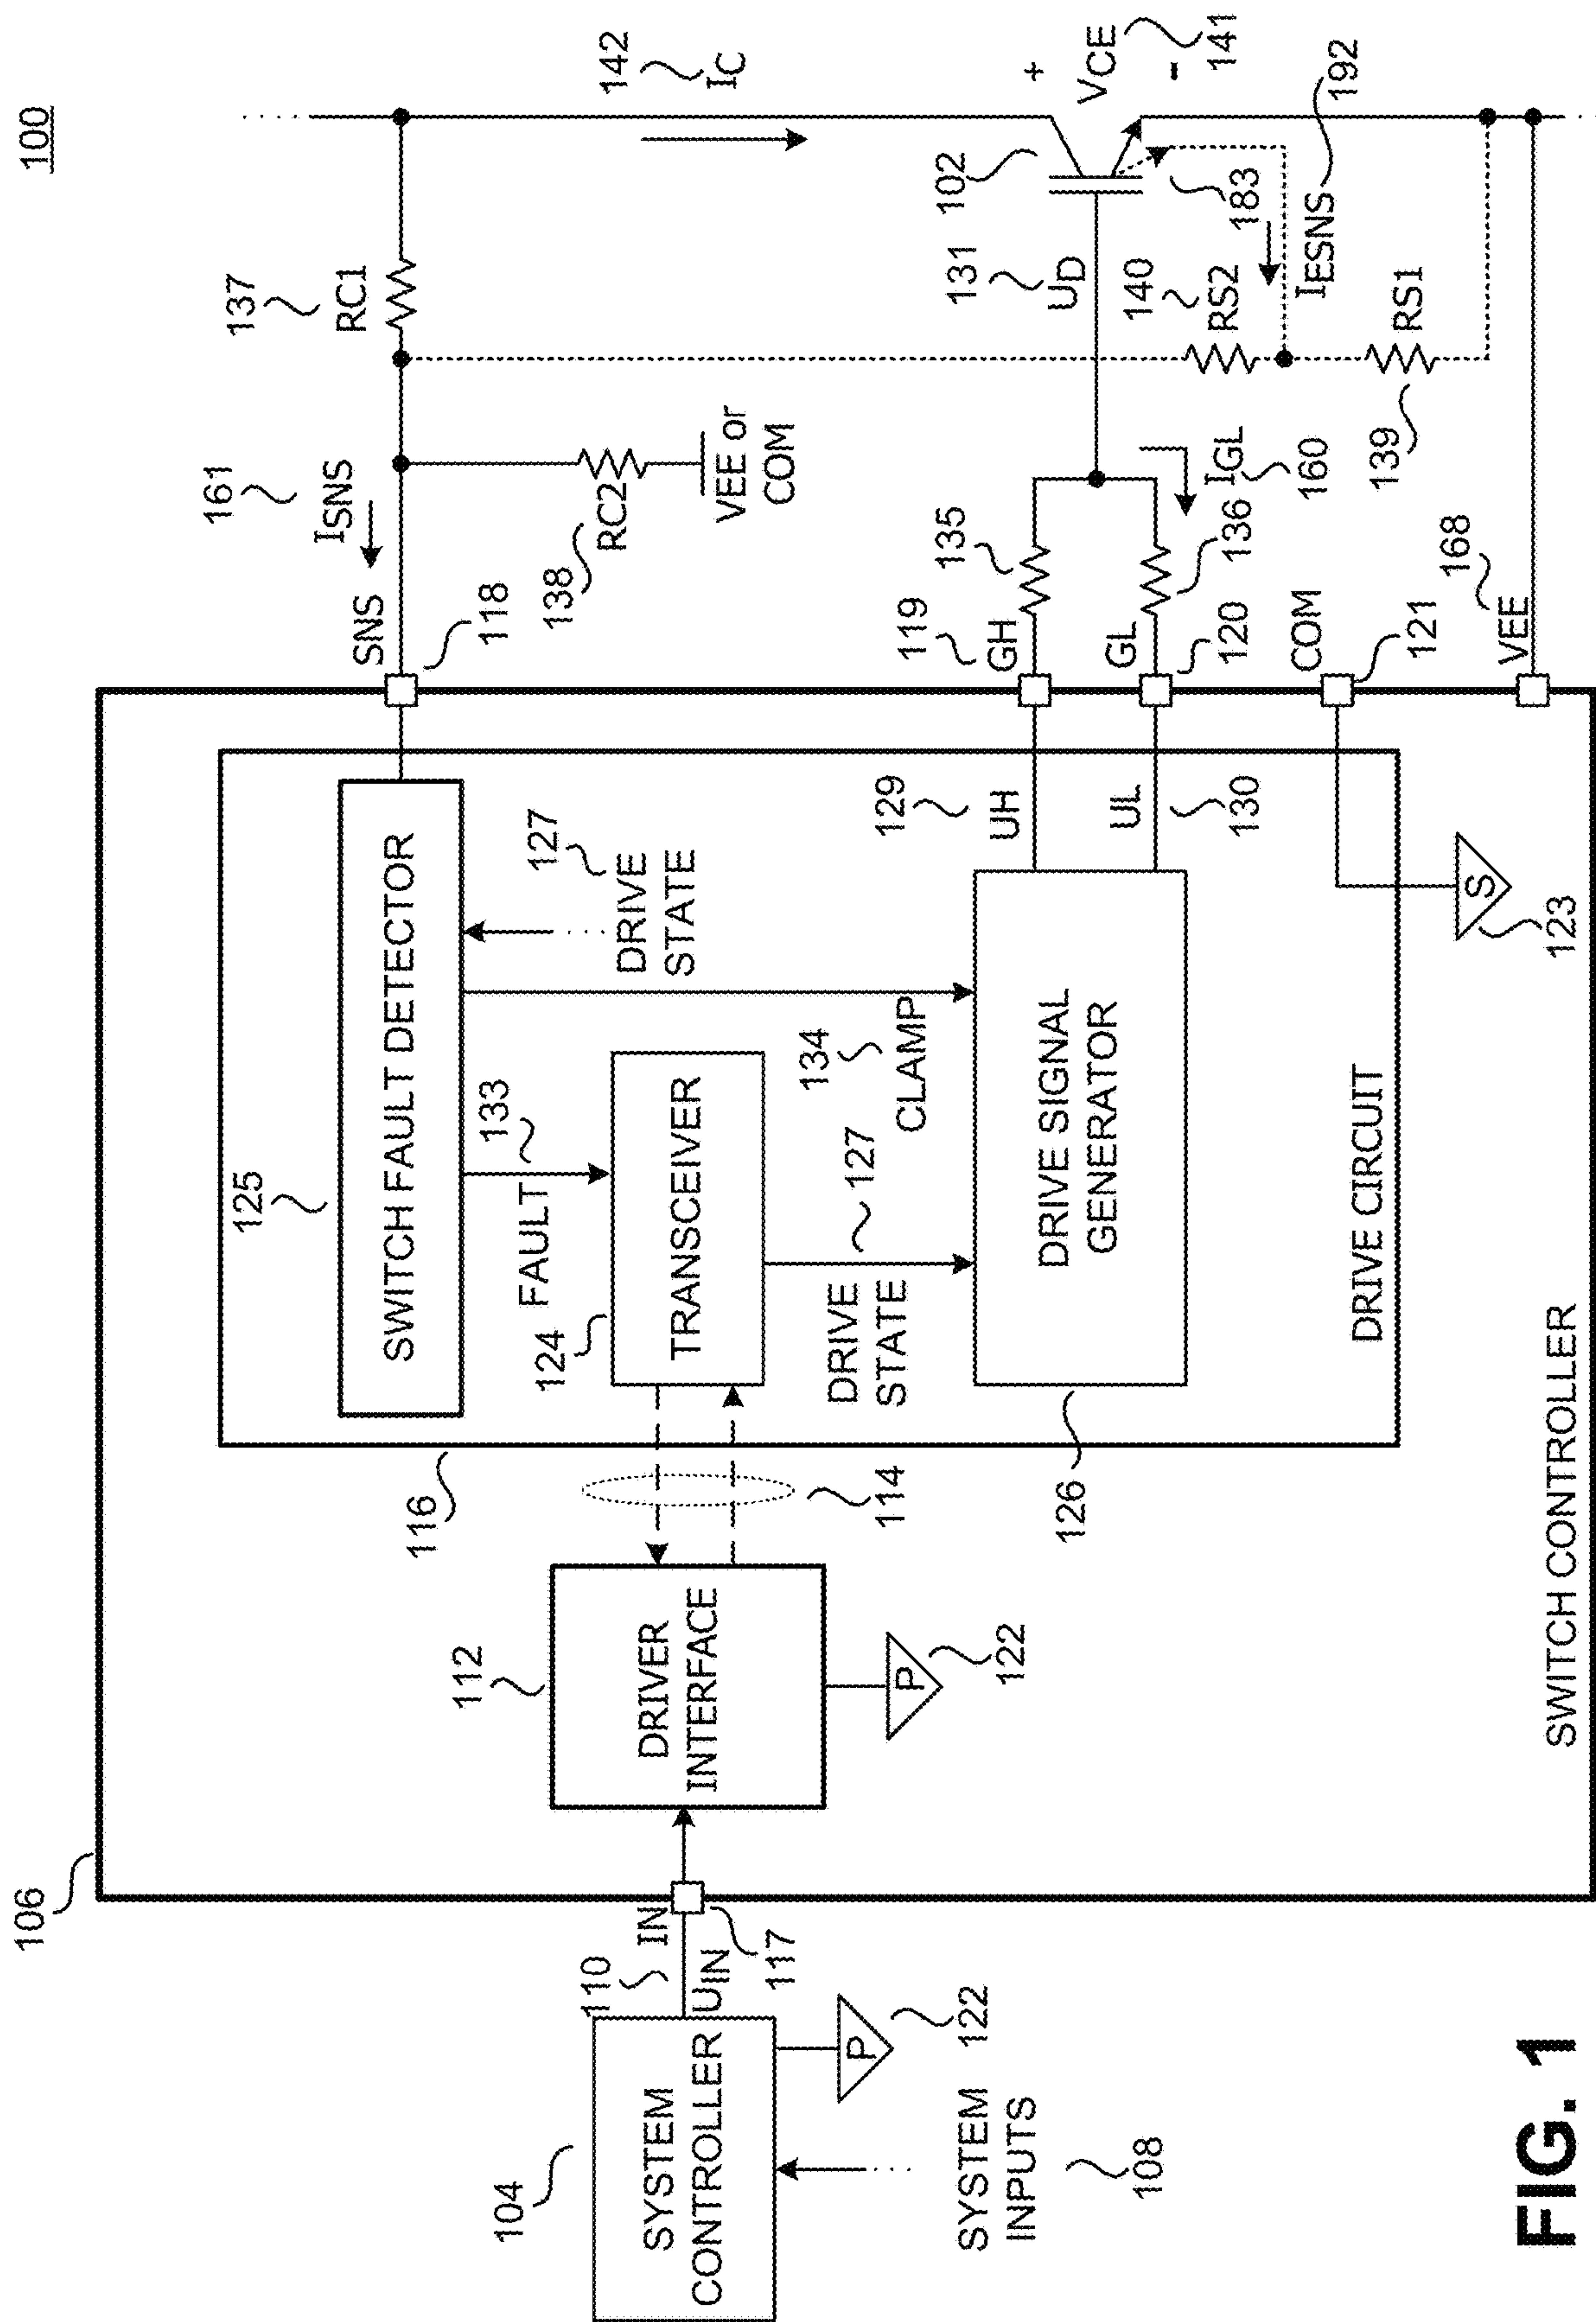 100
106
104
SYSTEM
CONTROLLER
SYSTEM
INPUTS
108
P
122
110
IN
UIN
117
112
DRIVER
INTERFACE
P
122
114
116
125
SWITCH FAULT DETECTOR
FAULT
133
124
TRANSCEIVER
127
DRIVE
STATE
DRIVE
STATE
127
134
CLAMP
126
DRIVE SIGNAL
GENERATOR
DRIVE CIRCUIT
SWITCH CONTROLLER
129
UH
UL
130
S
123
SNS
118
161
ISNS
137
RC1
138
RC2
VEE or
COM
119
GH
135
GL
120
136
IGL
160
COM
121
168
VEE
131
UD
102
142
IC
+
VCE
-
141
183
140
RS2
IESNS
192
RS1
139
FIG. 1